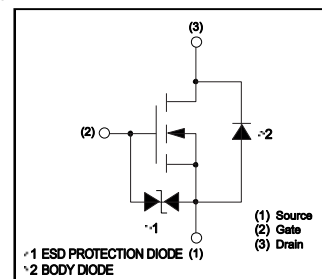 (3)
(2)
*2
*1
(1) Source
(2) Gate
(3) Drain
*1 ESD PROTECTION DIODE (1)
*2 BODY DIODE